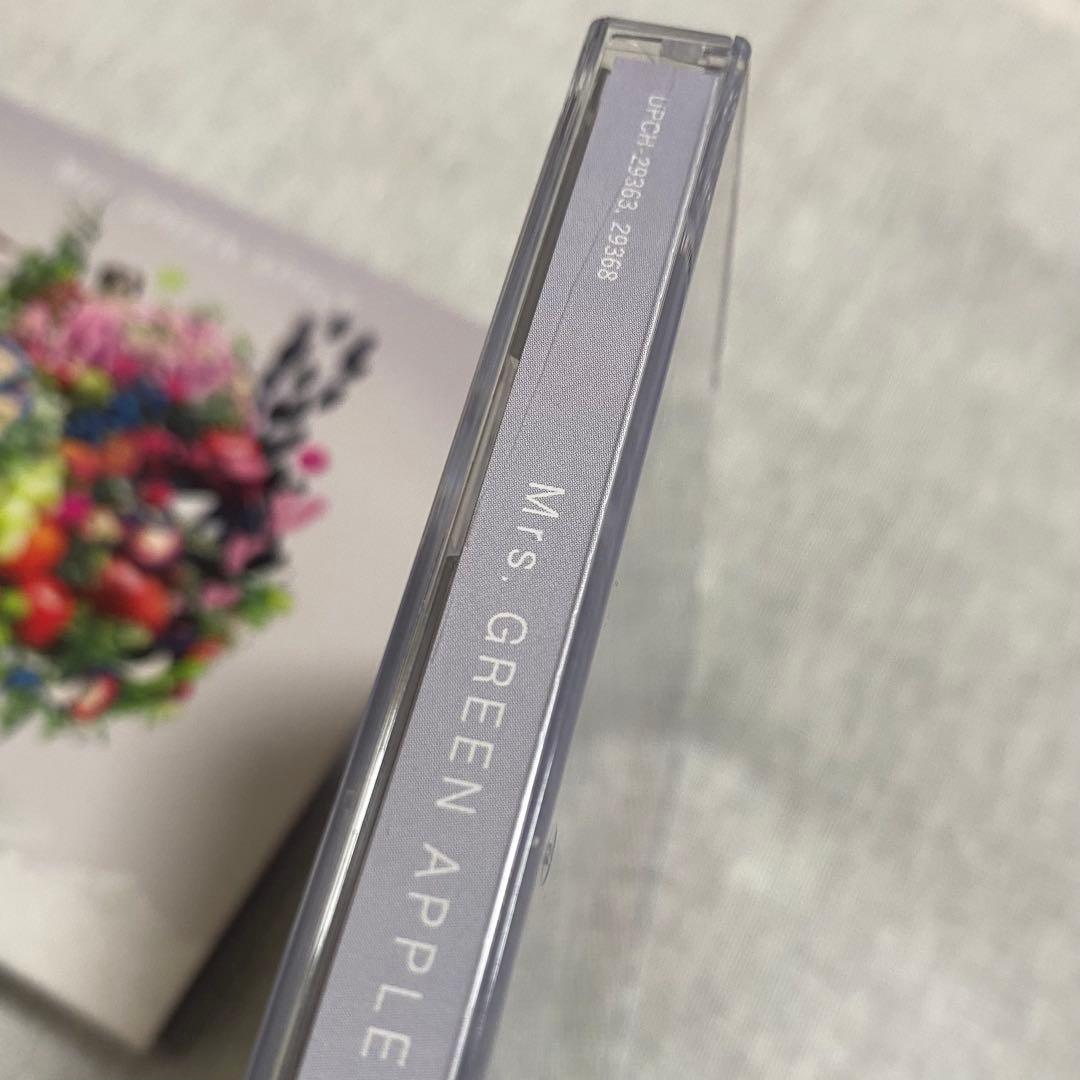 UPCH-29363, 29368
Mrs. GREEN APPLE